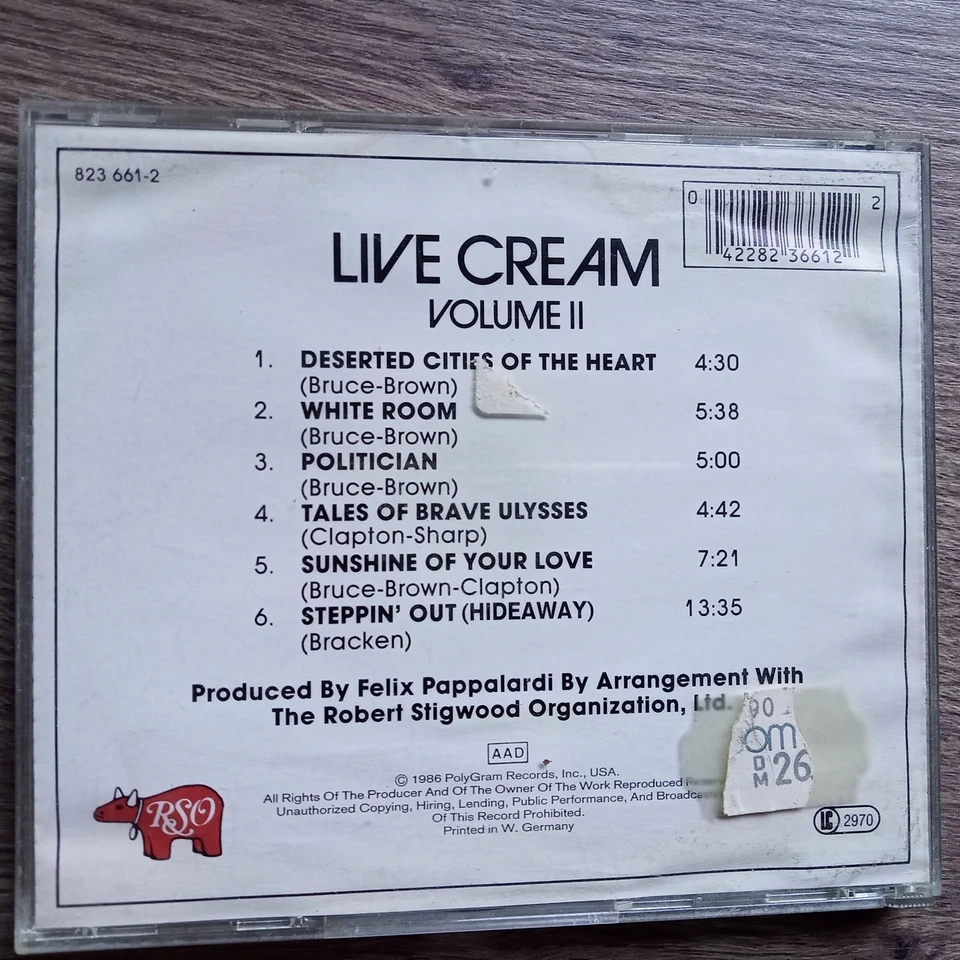 823 661-2
0 42282 36612 2
LIVE CREAM
VOLUME II
1. DESERTED CITIES OF THE HEART 4:30
(Bruce-Brown)
2. WHITE ROOM 5:38
(Bruce-Brown)
3. POLITICIAN 5:00
(Bruce-Brown)
4. TALES OF BRAVE ULYSSES 4:42
(Clapton-Sharp)
5. SUNSHINE OF YOUR LOVE 7:21
(Bruce-Brown-Clapton)
6. STEPPIN' OUT (HIDEAWAY) 13:35
(Bracken)
Produced By Felix Pappalardi By Arrangement With
The Robert Stigwood Organization, Ltd.
90
om
DM 26
AAD
© 1986 PolyGram Records, Inc., USA.
All Rights Of The Producer And Of The Owner Of The Work Reproduced
Unauthorized Copying, Hiring, Lending, Public Performance, And
Of This Record Prohibited.
Printed in W. Germany
RSO
LC 2970